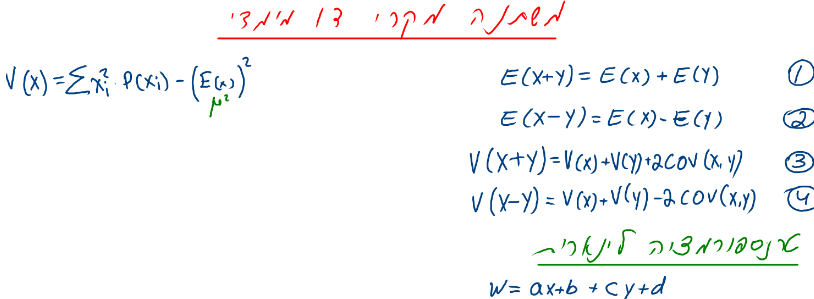 משתנה מקרי דו מימדי
V(X) = ∑xᵢ² · P(xᵢ) - (E(x))²
μ²
E(X+Y) = E(X) + E(Y) ①
E(X-Y) = E(X) - E(Y) ②
V(X+Y) = V(X) + V(Y) + 2COV(X,Y) ③
V(X-Y) = V(X) + V(Y) - 2COV(X,Y) ④
טרנספורמציה לינארית
W = ax+b + cy+d